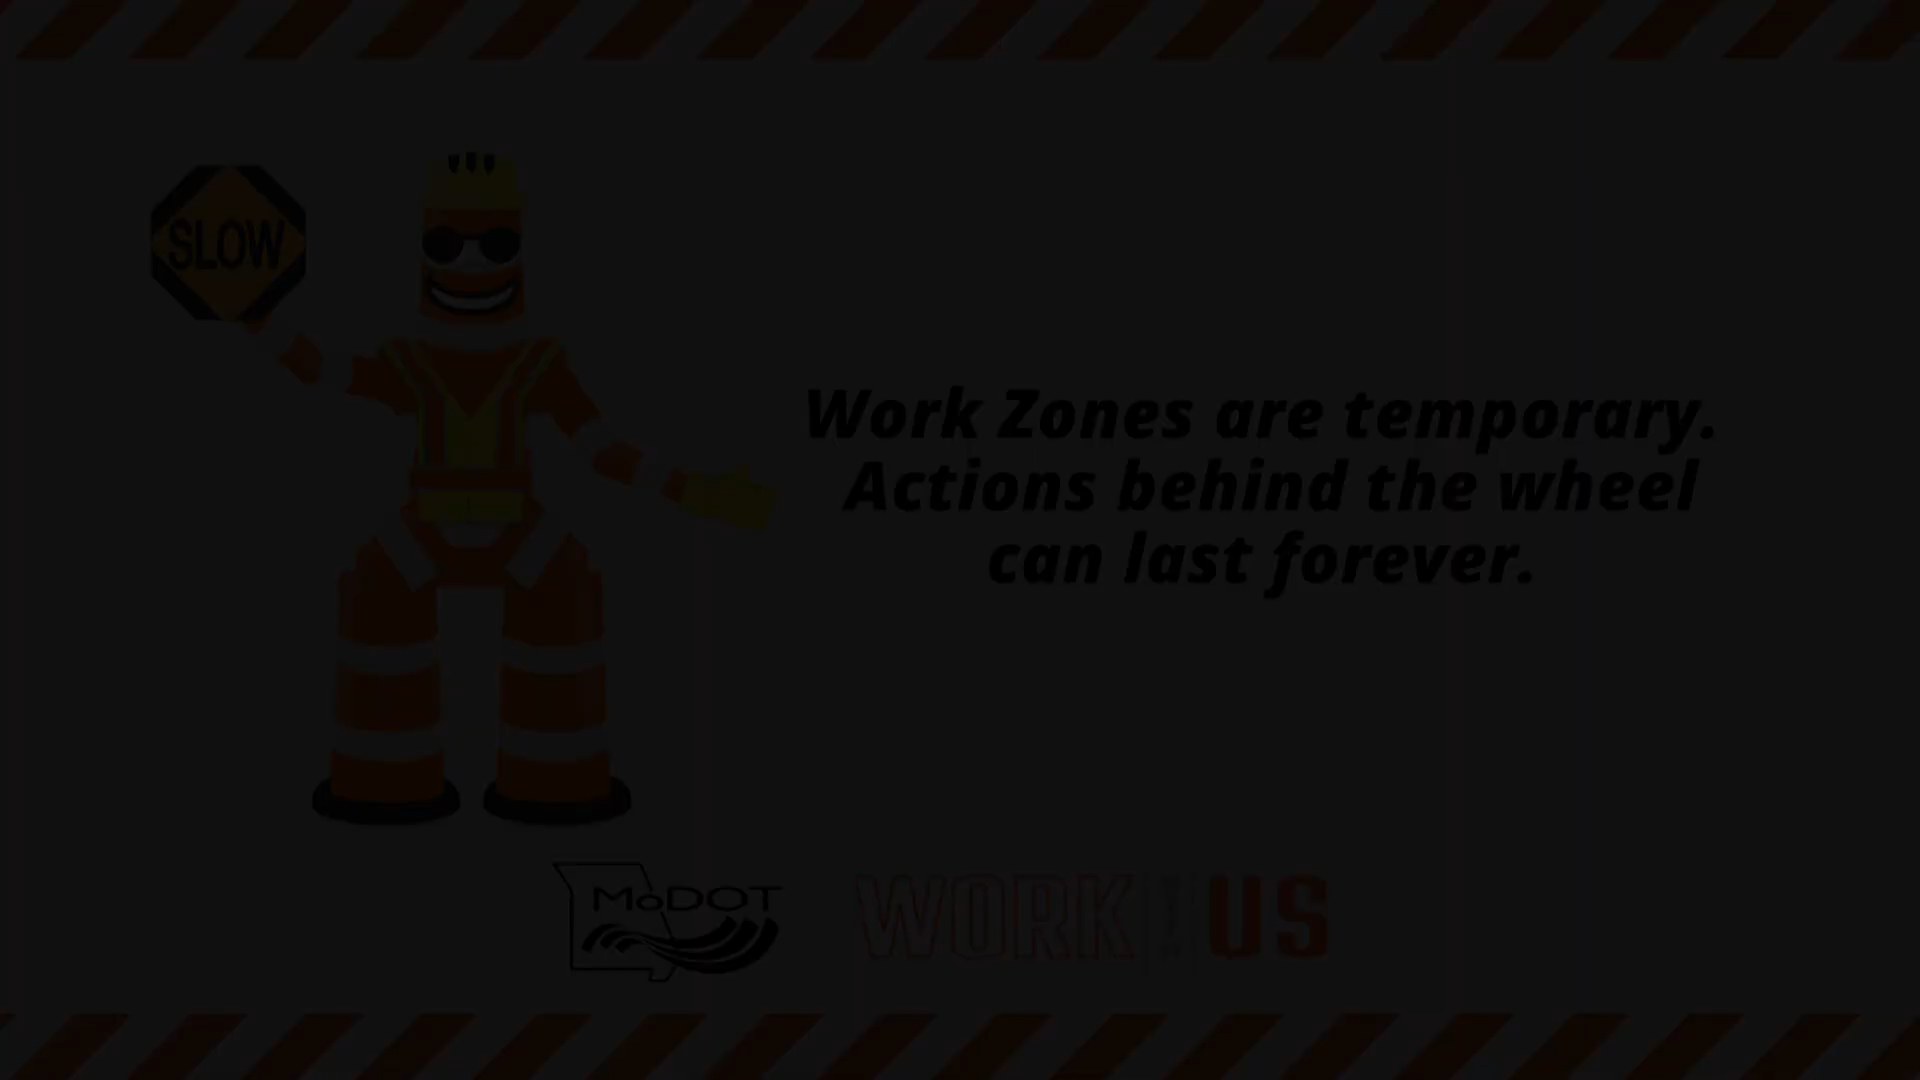 SLOW
Work Zones are temporary.
Actions behind the wheel
can last forever.
MoDOT
WORK US